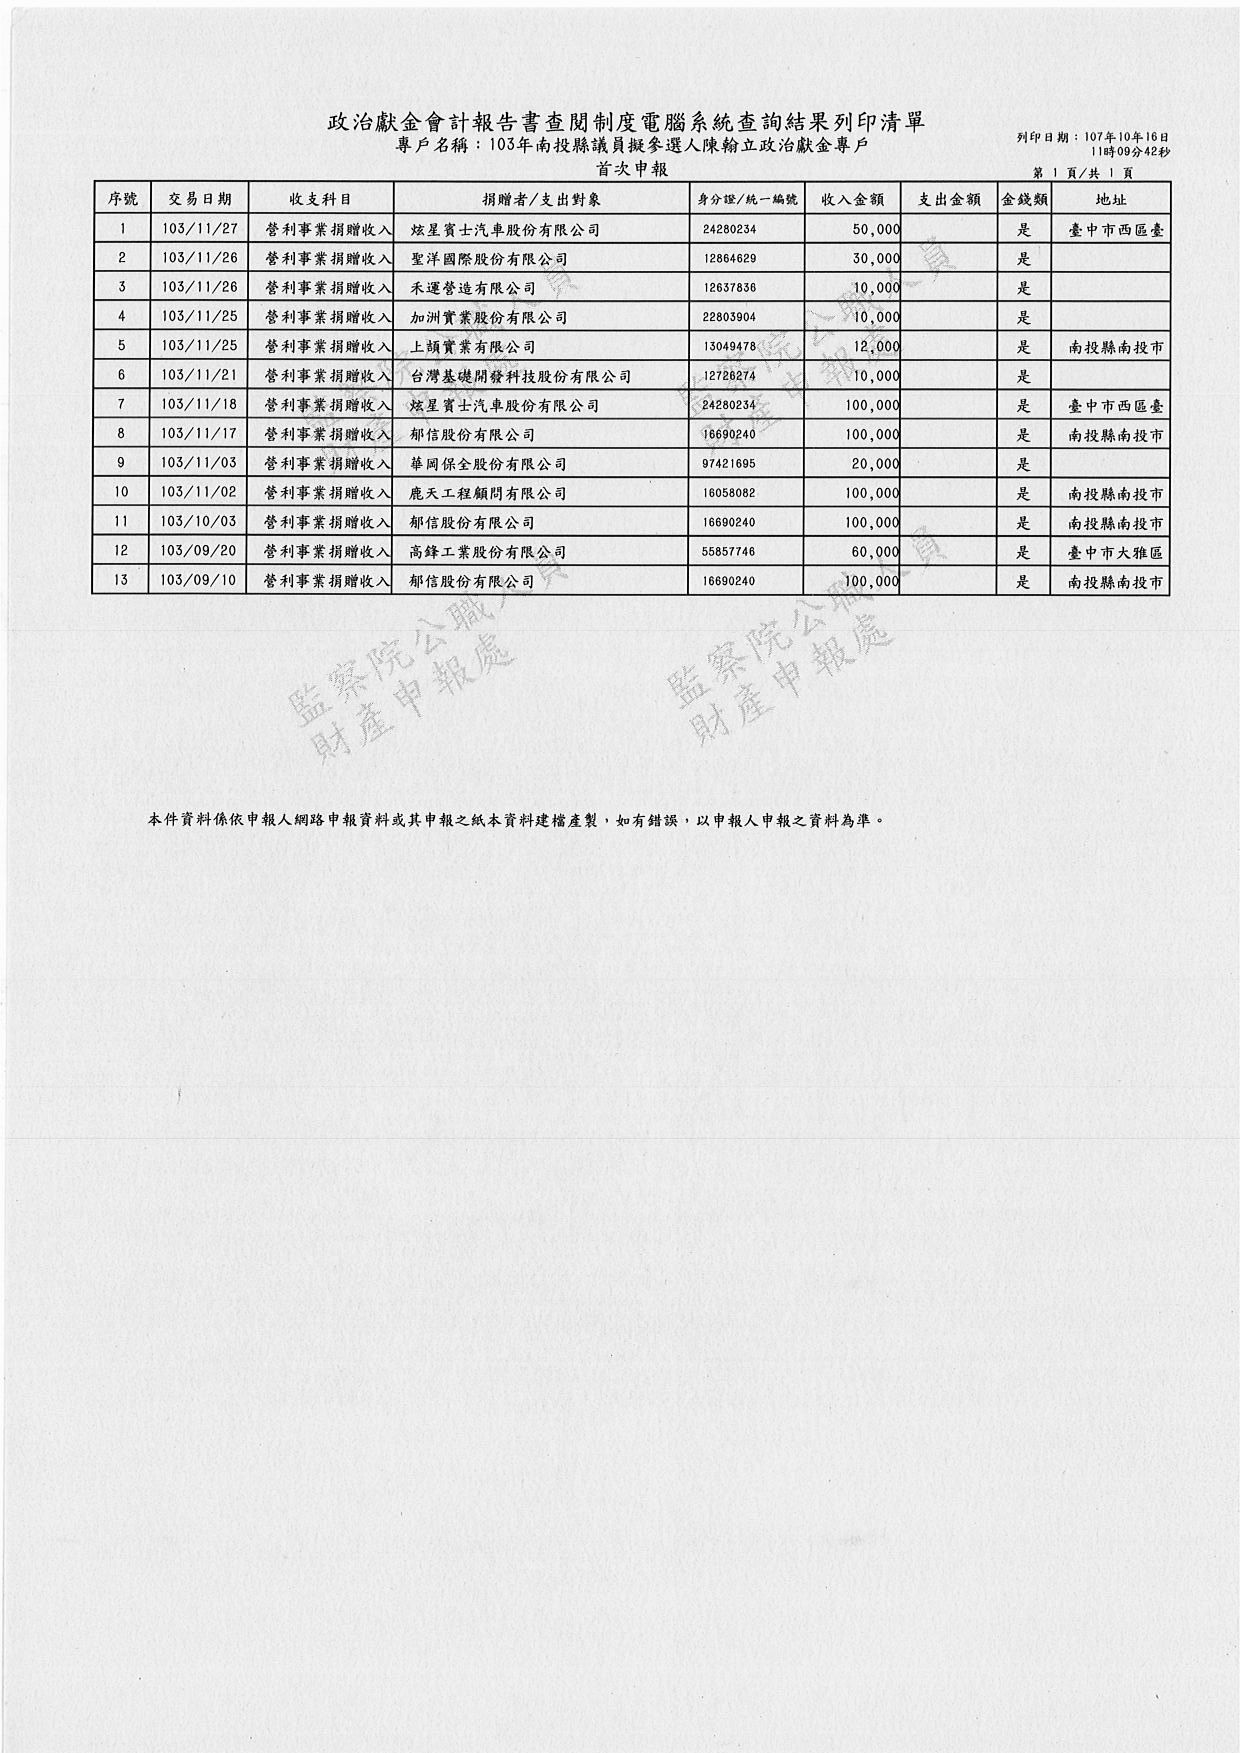 政治獻金會計報告書查閱制度電腦系統查詢結果列印清單
專戶名稱：103年南投縣議員擬參選人陳翰立政治獻金專戶
首次申報
列印日期：107年10月16日
11時09分42秒
第 1 頁/共 1 頁
序號 交易日期 收支科目 捐贈者/支出對象 身分證/統一編號 收入金額 支出金額 金錢類 地址
1 103/11/27 營利事業捐贈收入 炫星賓士汽車股份有限公司 24280234 50,000 是 臺中市西區臺
2 103/11/26 營利事業捐贈收入 聖洋國際股份有限公司 12864629 30,000 是
3 103/11/26 營利事業捐贈收入 禾運營造有限公司 12637836 10,000 是
4 103/11/25 營利事業捐贈收入 加洲實業股份有限公司 22803904 10,000 是
5 103/11/25 營利事業捐贈收入 上頡實業有限公司 13049478 12,000 是 南投縣南投市
6 103/11/21 營利事業捐贈收入 台灣基礎開發科技股份有限公司 12726274 10,000 是
7 103/11/18 營利事業捐贈收入 炫星賓士汽車股份有限公司 24280234 100,000 是 臺中市西區臺
8 103/11/17 營利事業捐贈收入 郁信股份有限公司 16690240 100,000 是 南投縣南投市
9 103/11/03 營利事業捐贈收入 華岡保全股份有限公司 97421695 20,000 是
10 103/11/02 營利事業捐贈收入 鹿天工程顧問有限公司 16058082 100,000 是 南投縣南投市
11 103/10/03 營利事業捐贈收入 郁信股份有限公司 16690240 100,000 是 南投縣南投市
12 103/09/20 營利事業捐贈收入 高鋒工業股份有限公司 55857746 60,000 是 臺中市大雅區
13 103/09/10 營利事業捐贈收入 郁信股份有限公司 16690240 100,000 是 南投縣南投市
監察院公職人員
財產申報處
監察院公職人員
財產申報處
監察院公職人員
財產申報處
監察院公職人員
財產申報處
本件資料係依申報人網路申報資料或其申報之紙本資料建檔產製，如有錯誤，以申報人申報之資料為準。